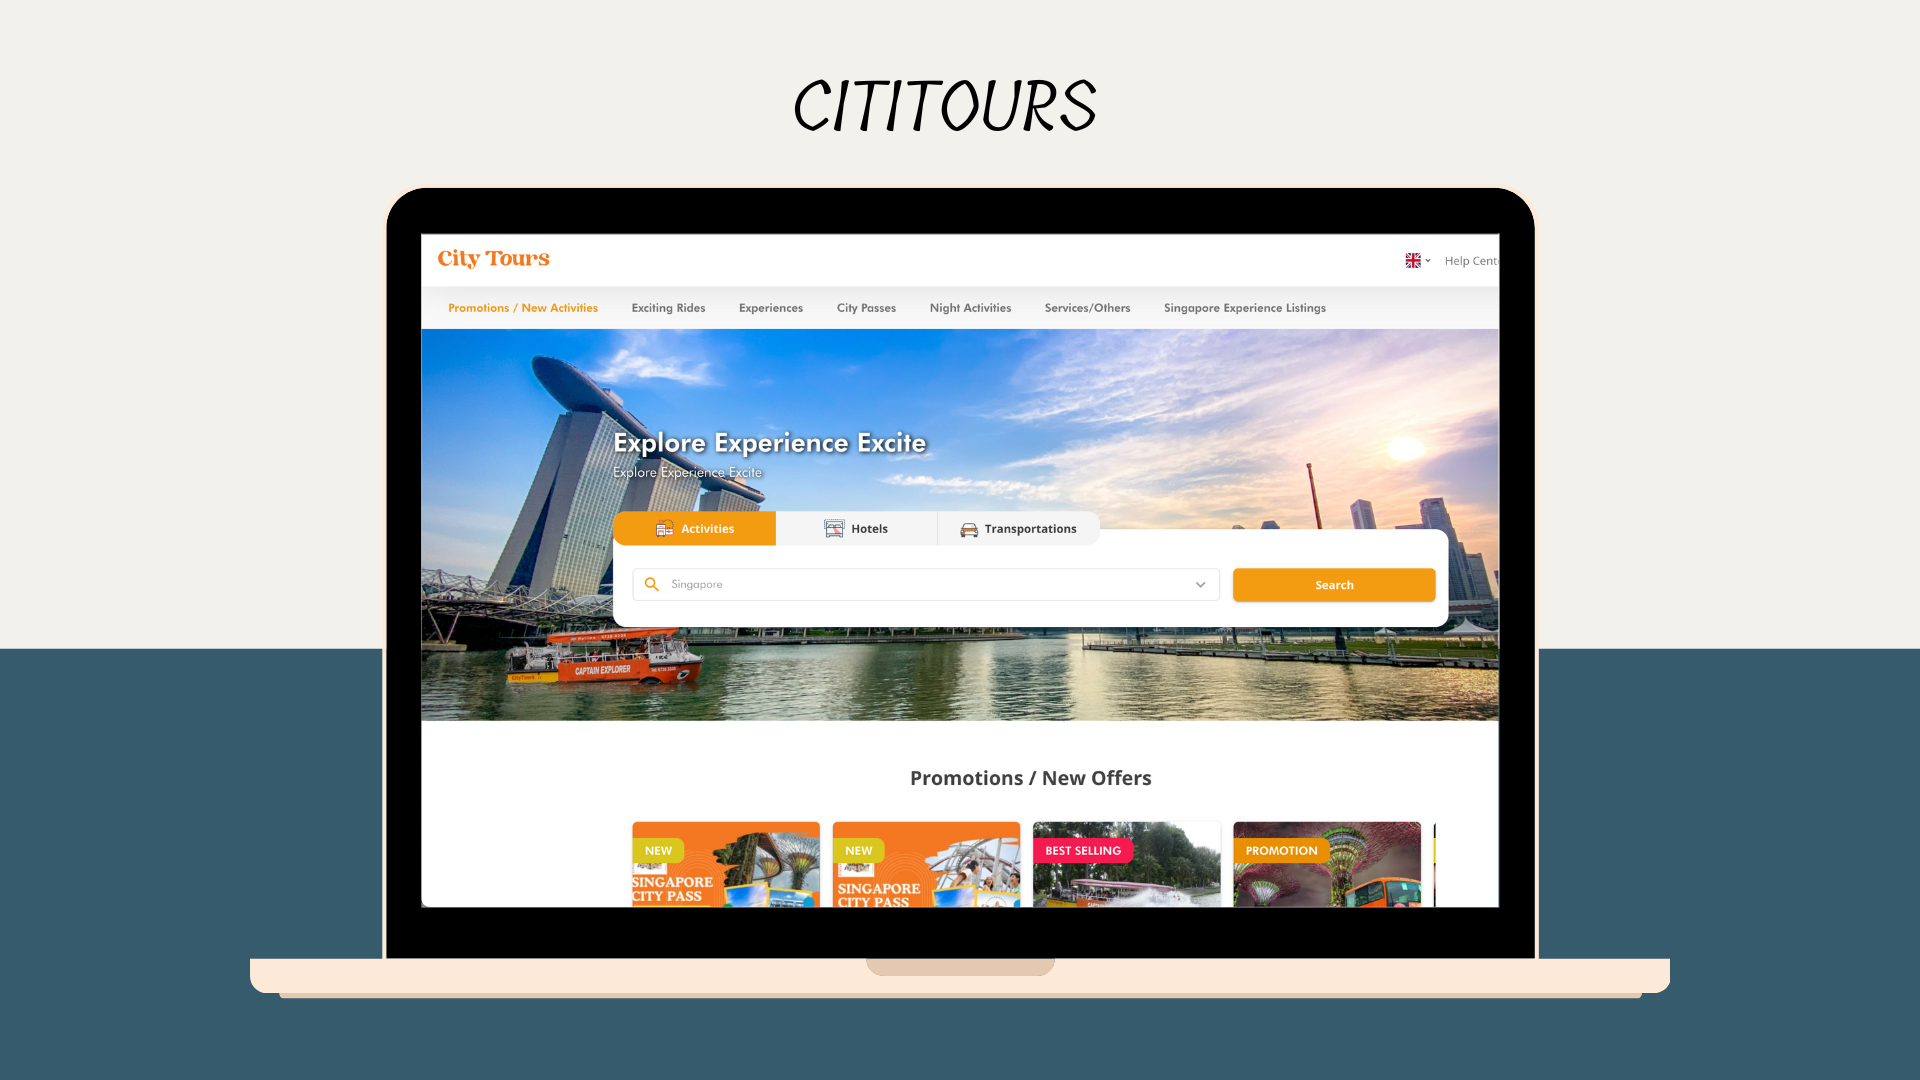 CITITOURS
City Tours
Help Cent
Promotions / New Activities Exciting Rides Experiences City Passes Night Activities Services/Others Singapore Experience Listings
Explore Experience Excite
Explore Experience Excite
Activities Hotels Transportations
Singapore Search
CAPTAIN EXPLORER
CityTours
Promotions / New Offers
NEW NEW BEST SELLING PROMOTION
SINGAPORE
CITY PASS
SINGAPORE
CITY PASS